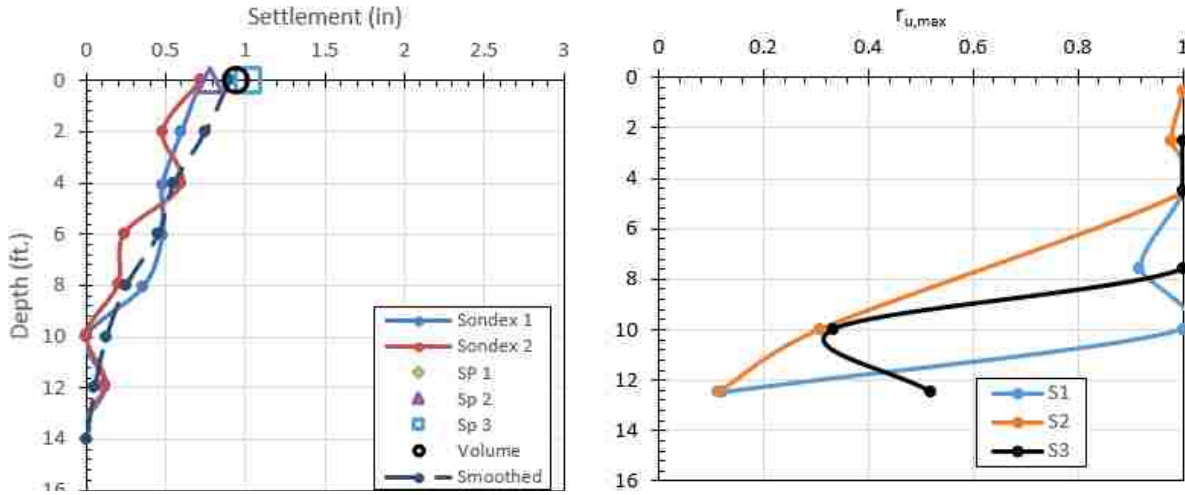 Settlement (in)
0 0.5 1 1.5 2 2.5 3
0
2
4
6
8
10
12
14
16
Depth (ft.)
Sondex 1
Sondex 2
SP 1
Sp 2
Sp 3
Volume
Smoothed
ru,max
0 0.2 0.4 0.6 0.8 1
0
2
4
6
8
10
12
14
16
S1
S2
S3